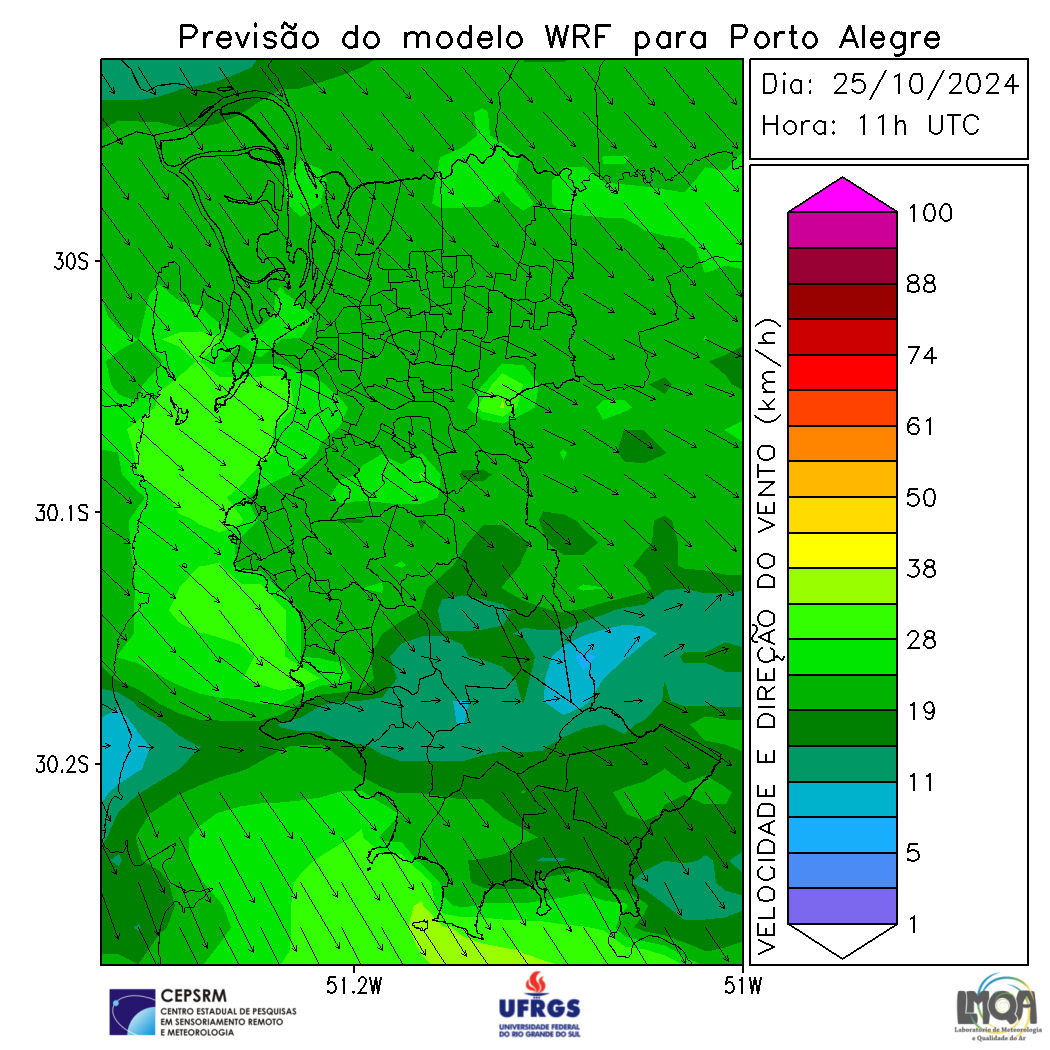 Previsão do modelo WRF para Porto Alegre
Dia: 25/10/2024
Hora: 11h UTC
30S
30.1S
30.2S
51.2W
51W
VELOCIDADE E DIREÇÃO DO VENTO (km/h)
100
88
74
61
50
38
28
19
11
5
1
CEPSRM
CENTRO ESTADUAL DE PESQUISAS
EM SENSORIAMENTO REMOTO
E METEOROLOGIA
UFRGS
UNIVERSIDADE FEDERAL
DO RIO GRANDE DO SUL
LMQA
Laboratório de Meteorologia
e Qualidade do Ar